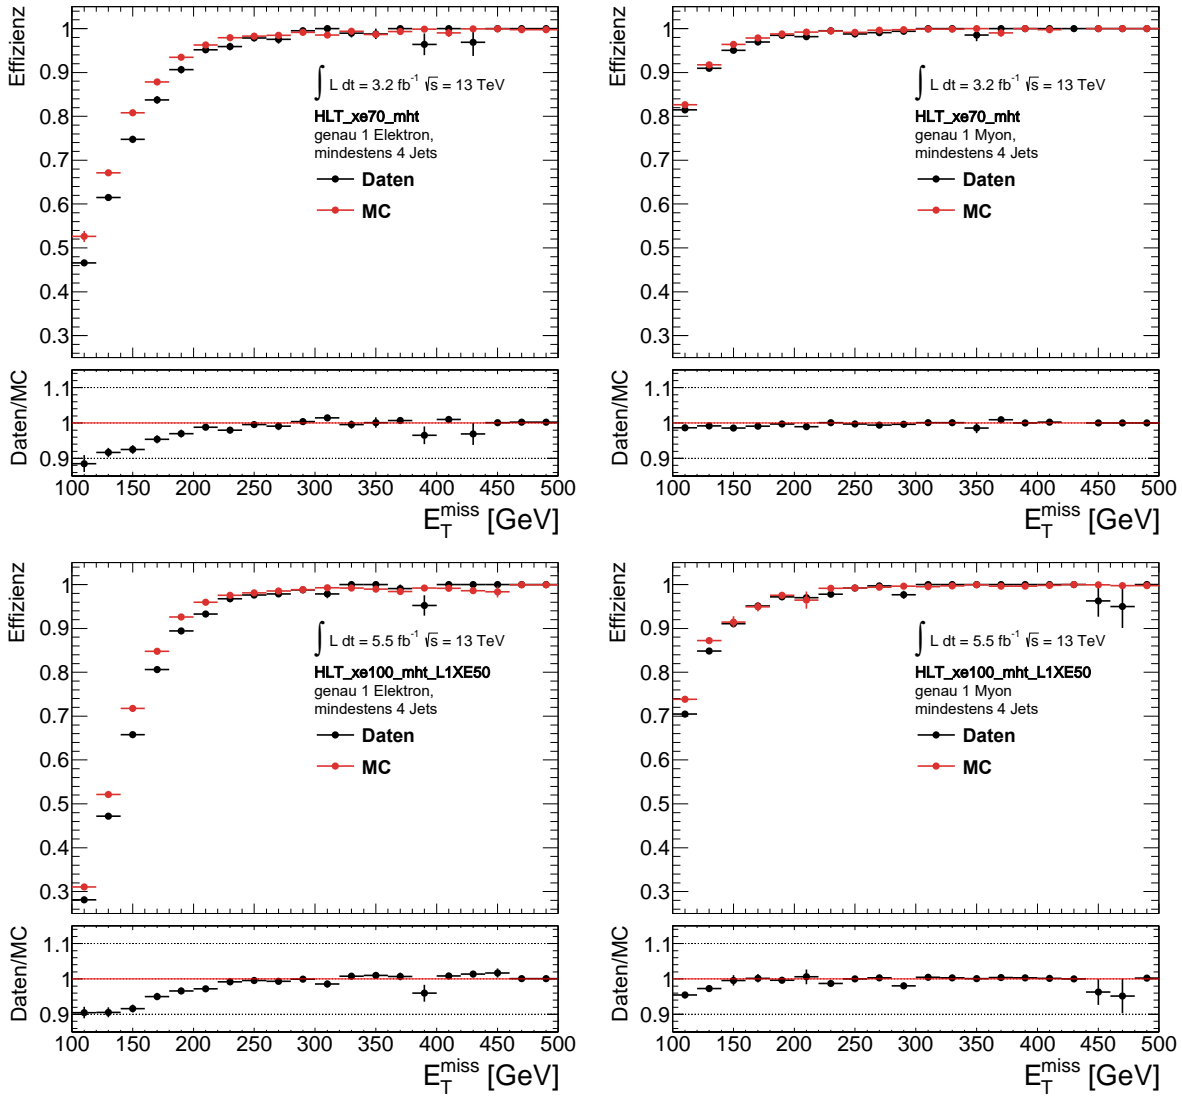 Effizienz
1
0.9
0.8
0.7
0.6
0.5
0.4
0.3
∫ L dt = 3.2 fb⁻¹ √s = 13 TeV
HLT_xe70_mht
genau 1 Elektron,
mindestens 4 Jets
Daten
MC
Daten/MC
1.1
1
0.9
100 150 200 250 300 350 400 450 500
E_T^miss [GeV]
Effizienz
1
0.9
0.8
0.7
0.6
0.5
0.4
0.3
∫ L dt = 3.2 fb⁻¹ √s = 13 TeV
HLT_xe70_mht
genau 1 Myon,
mindestens 4 Jets
Daten
MC
Daten/MC
1.1
1
0.9
100 150 200 250 300 350 400 450 500
E_T^miss [GeV]
Effizienz
1
0.9
0.8
0.7
0.6
0.5
0.4
0.3
∫ L dt = 5.5 fb⁻¹ √s = 13 TeV
HLT_xe100_mht_L1XE50
genau 1 Elektron,
mindestens 4 Jets
Daten
MC
Daten/MC
1.1
1
0.9
100 150 200 250 300 350 400 450 500
E_T^miss [GeV]
Effizienz
1
0.9
0.8
0.7
0.6
0.5
0.4
0.3
∫ L dt = 5.5 fb⁻¹ √s = 13 TeV
HLT_xe100_mht_L1XE50
genau 1 Myon
mindestens 4 Jets
Daten
MC
Daten/MC
1.1
1
0.9
100 150 200 250 300 350 400 450 500
E_T^miss [GeV]